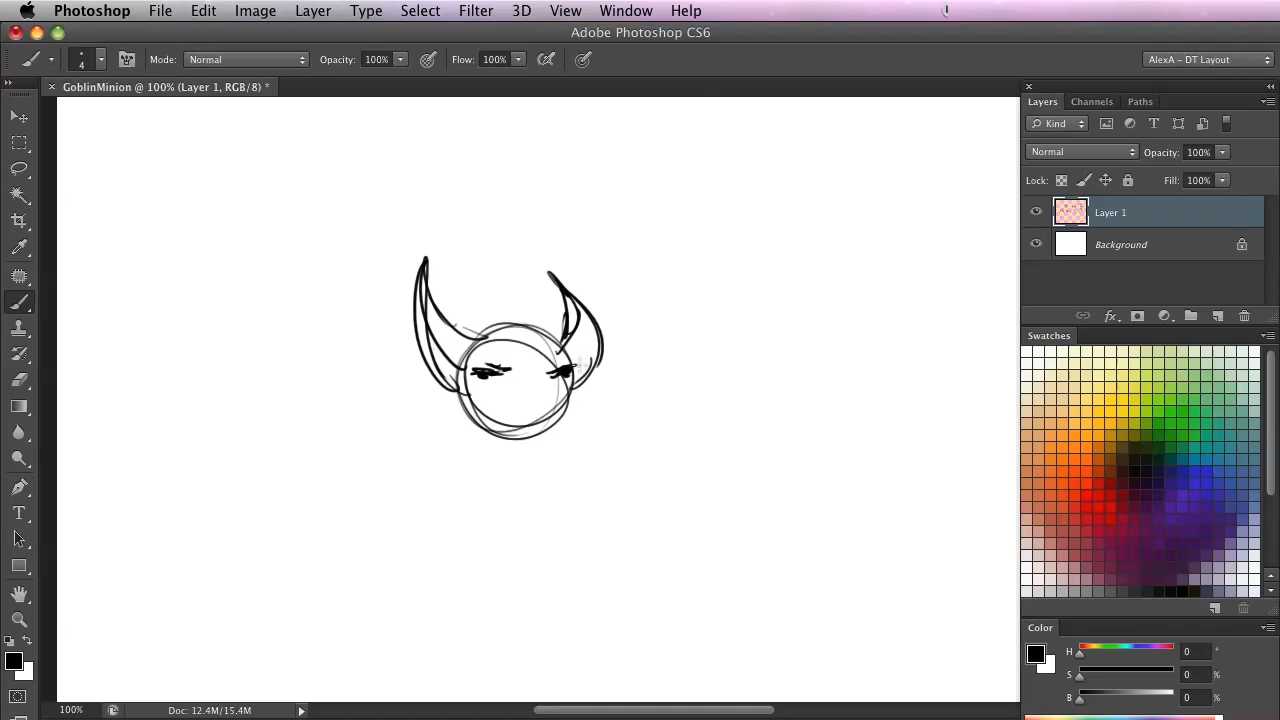 Photoshop File Edit Image Layer Type Select Filter 3D View Window Help
Adobe Photoshop CS6
4 Mode: Normal Opacity: 100% Flow: 100% AlexA - DT Layout
GoblinMinion @ 100% (Layer 1, RGB/8) *
Layers Channels Paths
Kind
Normal Opacity: 100%
Lock: Fill: 100%
Layer 1
Background
fx
Swatches
Color
H 0 °
S 0 %
B 0 %
100% Doc: 12.4M/15.4M